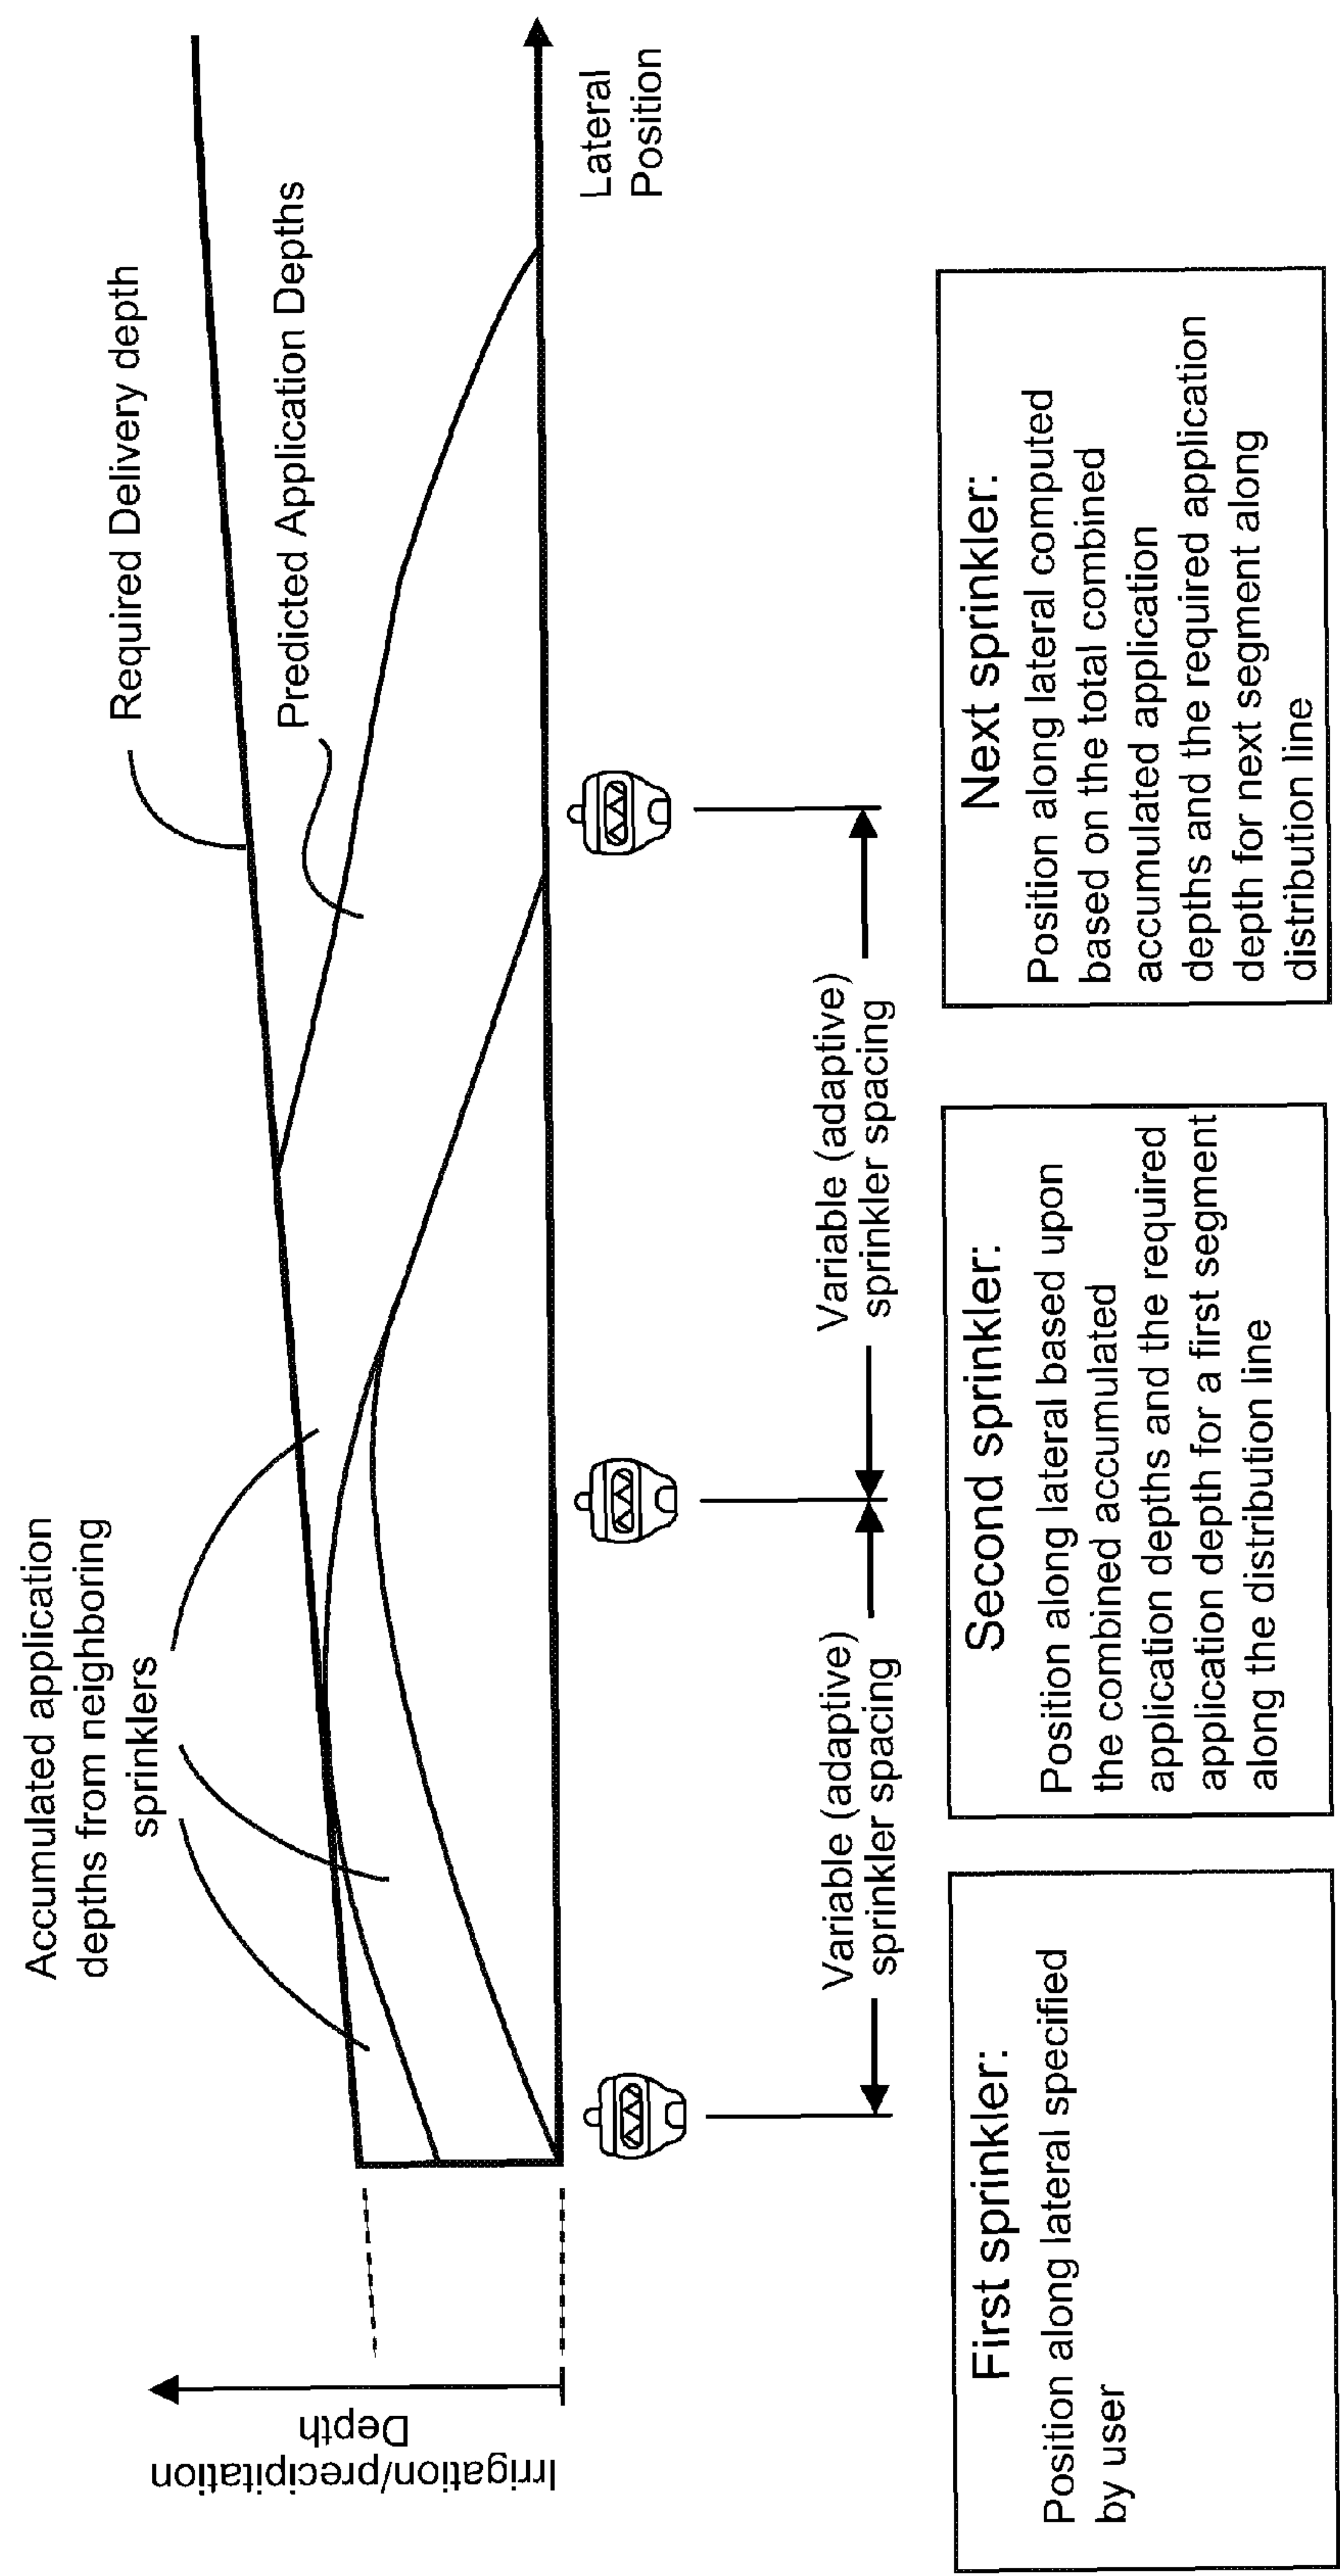 Accumulated application
depths from neighboring
sprinklers
Required Delivery depth
Predicted Application Depths
Irrigation/precipitation
Depth
Lateral
Position
Variable (adaptive)
sprinkler spacing
Variable (adaptive)
sprinkler spacing
First sprinkler:
Position along lateral specified
by user
Second sprinkler:
Position along lateral based upon
the combined accumulated
application depths and the required
application depth for a first segment
along the distribution line
Next sprinkler:
Position along lateral computed
based on the total combined
accumulated application
depths and the required application
depth for next segment along
distribution line